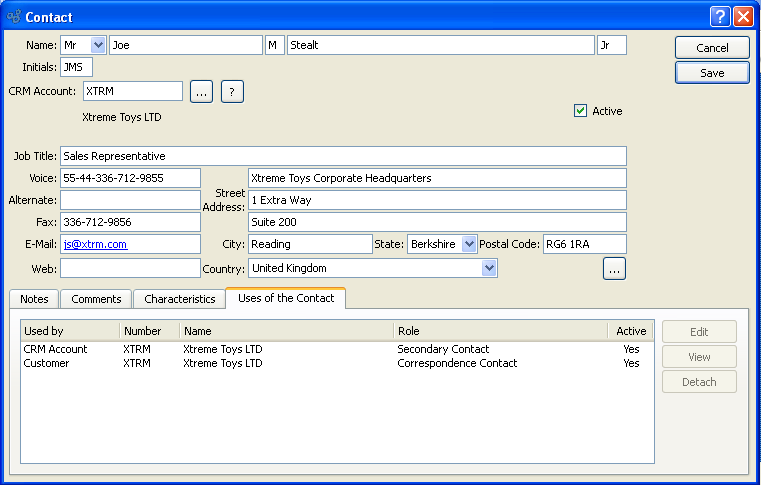 Contact
Name: Mr Joe M Stealt Jr Cancel
Initials: JMS Save
CRM Account: XTRM ... ?
Xtreme Toys LTD Active
Job Title: Sales Representative
Voice: 55-44-336-712-9855 Xtreme Toys Corporate Headquarters
Alternate: Street Address: 1 Extra Way
Fax: 336-712-9856 Suite 200
E-Mail: js@xtrm.com City: Reading State: Berkshire Postal Code: RG6 1RA
Web: Country: United Kingdom ...
Notes Comments Characteristics Uses of the Contact
Used by Number Name Role Active Edit
CRM Account XTRM Xtreme Toys LTD Secondary Contact Yes View
Customer XTRM Xtreme Toys LTD Correspondence Contact Yes
Detach